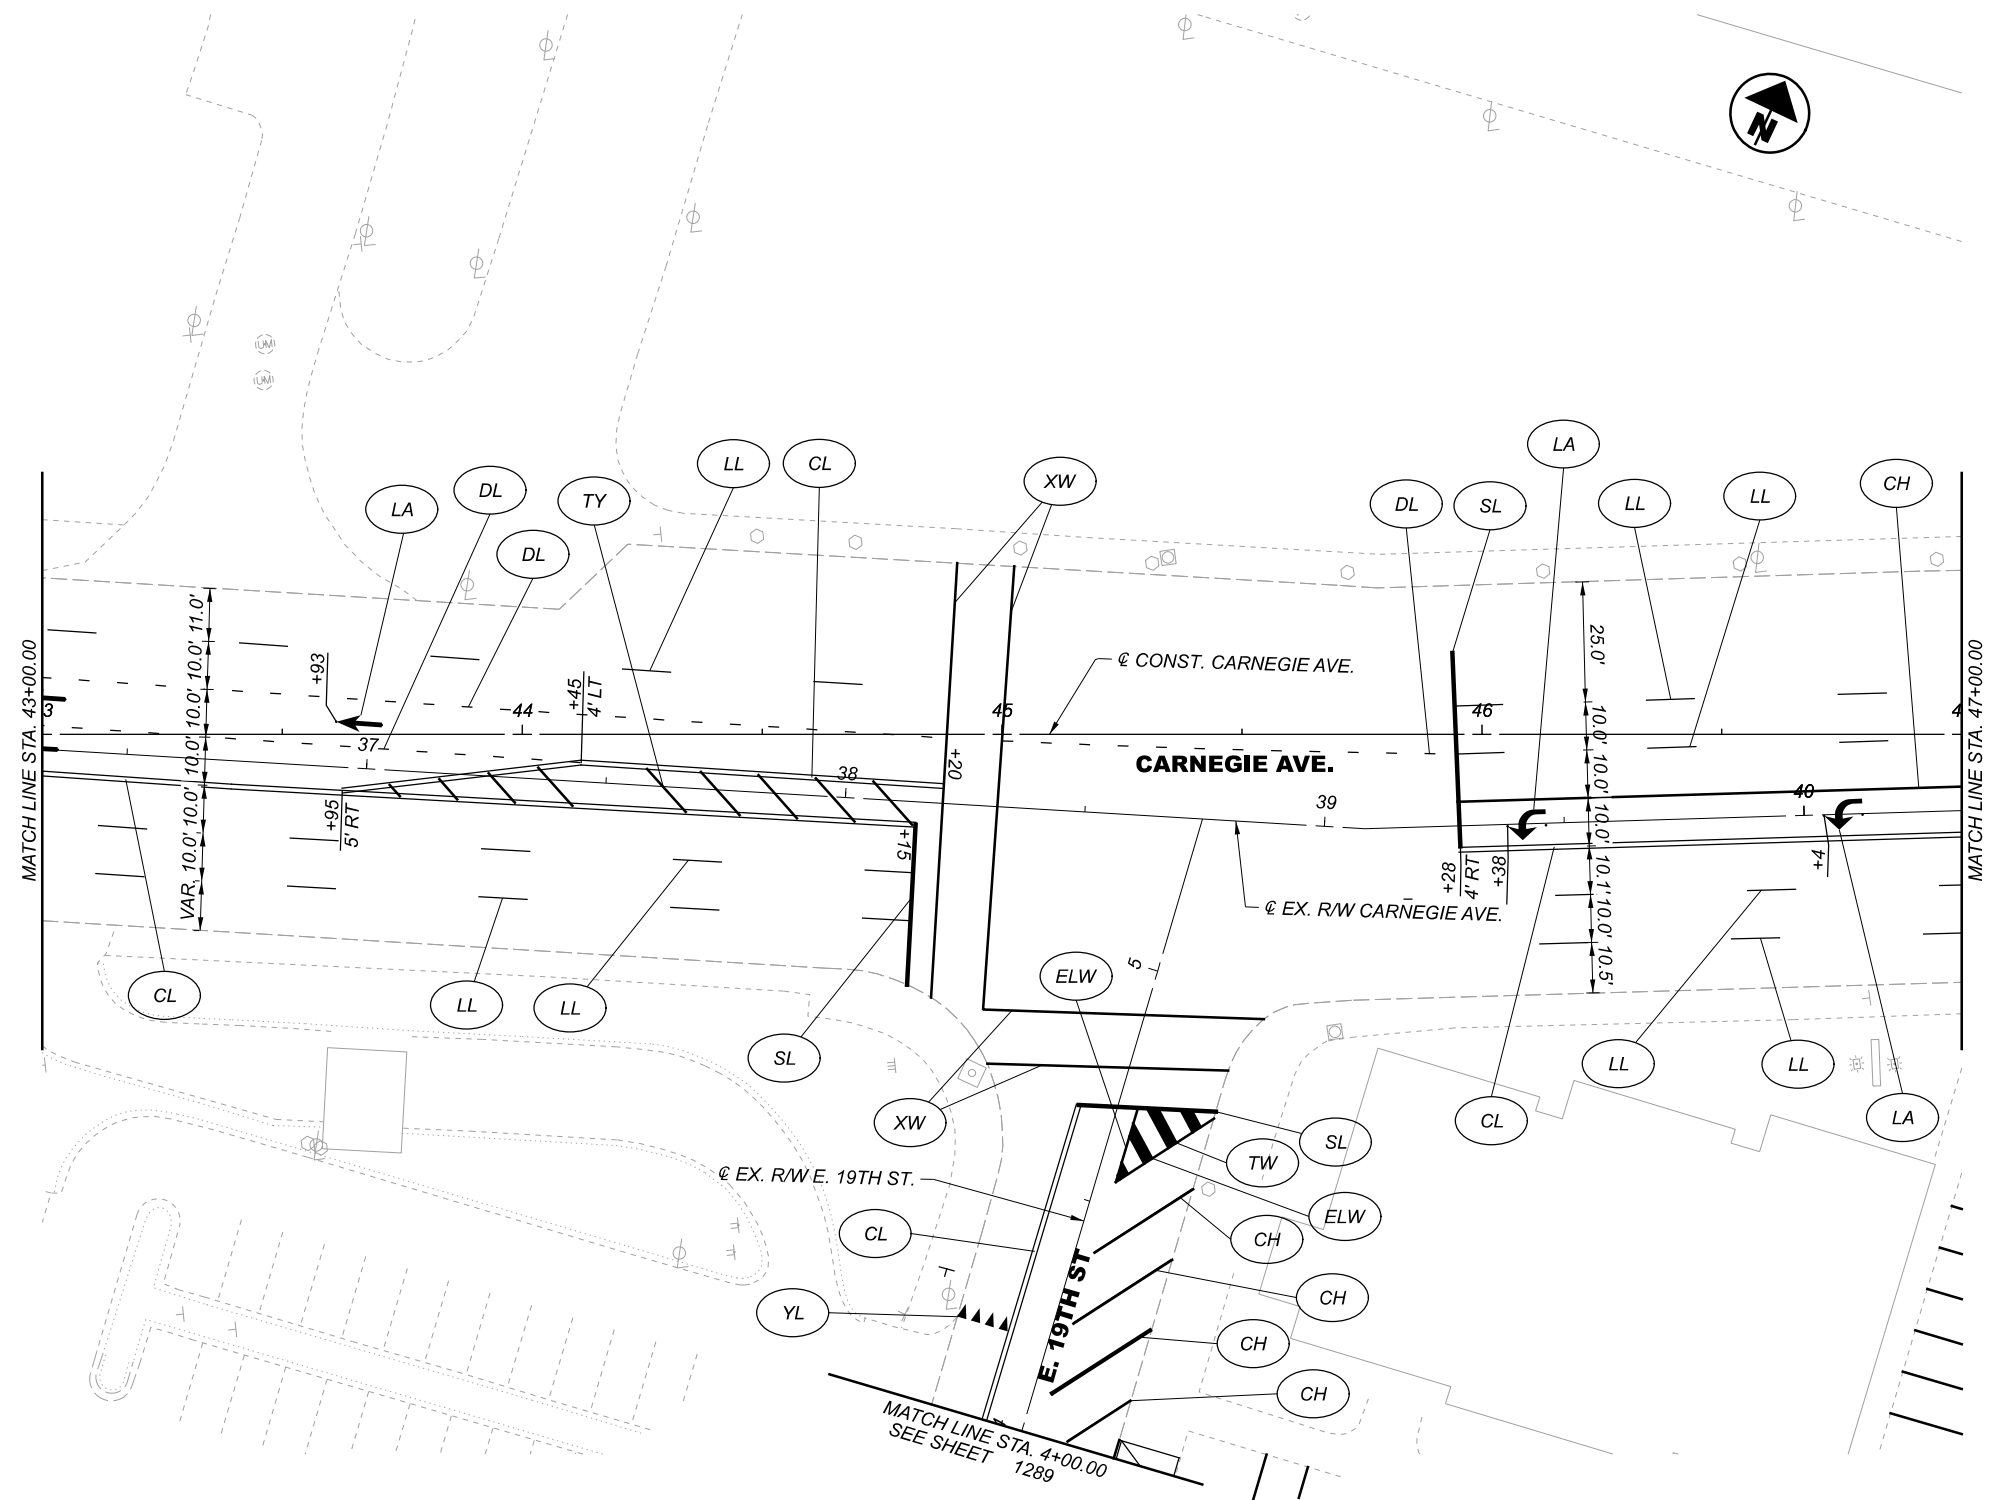 N
UM
UM
LA
DL
TY
LL
CL
XW
DL
SL
LA
LL
LL
CH
DL
MATCH LINE STA. 43+00.00
VAR, 10.0' 10.0' 10.0' 10.0' 10.0' 11.0'
+93
+45
4' LT
℄ CONST. CARNEGIE AVE.
25.0'
10.0'
10.0'
10.0'
10.1'
10.0'
10.5'
MATCH LINE STA. 47+00.00
3
44
45
46
4
37
38
39
40
+20
CARNEGIE AVE.
+95
5' RT
+15
+28
4' RT
+38
+4
℄ EX. R/W CARNEGIE AVE.
5
ELW
CL
LL
LL
SL
XW
CL
LL
LL
LA
SL
TW
ELW
℄ EX. R/W E. 19TH ST.
CL
CH
CH
YL
CH
CH
E. 19TH ST
4
MATCH LINE STA. 4+00.00
SEE SHEET 1289